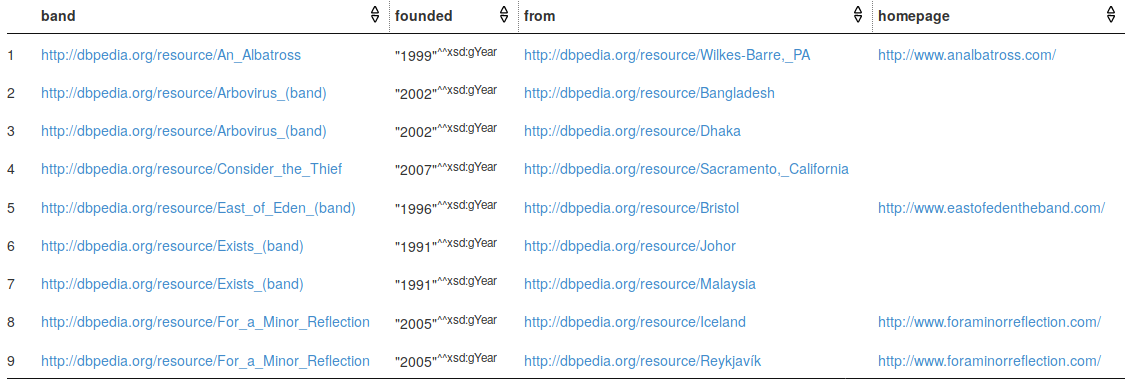 band founded from homepage
1 http://dbpedia.org/resource/An_Albatross "1999"^^xsd:gYear http://dbpedia.org/resource/Wilkes-Barre,_PA http://www.analbatross.com/
2 http://dbpedia.org/resource/Arbovirus_(band) "2002"^^xsd:gYear http://dbpedia.org/resource/Bangladesh
3 http://dbpedia.org/resource/Arbovirus_(band) "2002"^^xsd:gYear http://dbpedia.org/resource/Dhaka
4 http://dbpedia.org/resource/Consider_the_Thief "2007"^^xsd:gYear http://dbpedia.org/resource/Sacramento,_California
5 http://dbpedia.org/resource/East_of_Eden_(band) "1996"^^xsd:gYear http://dbpedia.org/resource/Bristol http://www.eastofedentheband.com/
6 http://dbpedia.org/resource/Exists_(band) "1991"^^xsd:gYear http://dbpedia.org/resource/Johor
7 http://dbpedia.org/resource/Exists_(band) "1991"^^xsd:gYear http://dbpedia.org/resource/Malaysia
8 http://dbpedia.org/resource/For_a_Minor_Reflection "2005"^^xsd:gYear http://dbpedia.org/resource/Iceland http://www.foraminorreflection.com/
9 http://dbpedia.org/resource/For_a_Minor_Reflection "2005"^^xsd:gYear http://dbpedia.org/resource/Reykjavík http://www.foraminorreflection.com/